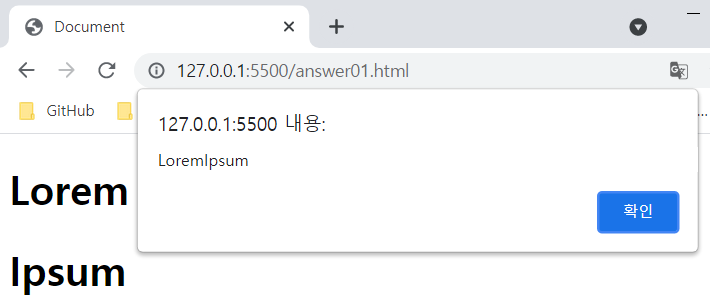 Document
127.0.0.1:5500/answer01.html
GitHub
...
127.0.0.1:5500 내용:
LoremIpsum
확인
Lorem
Ipsum